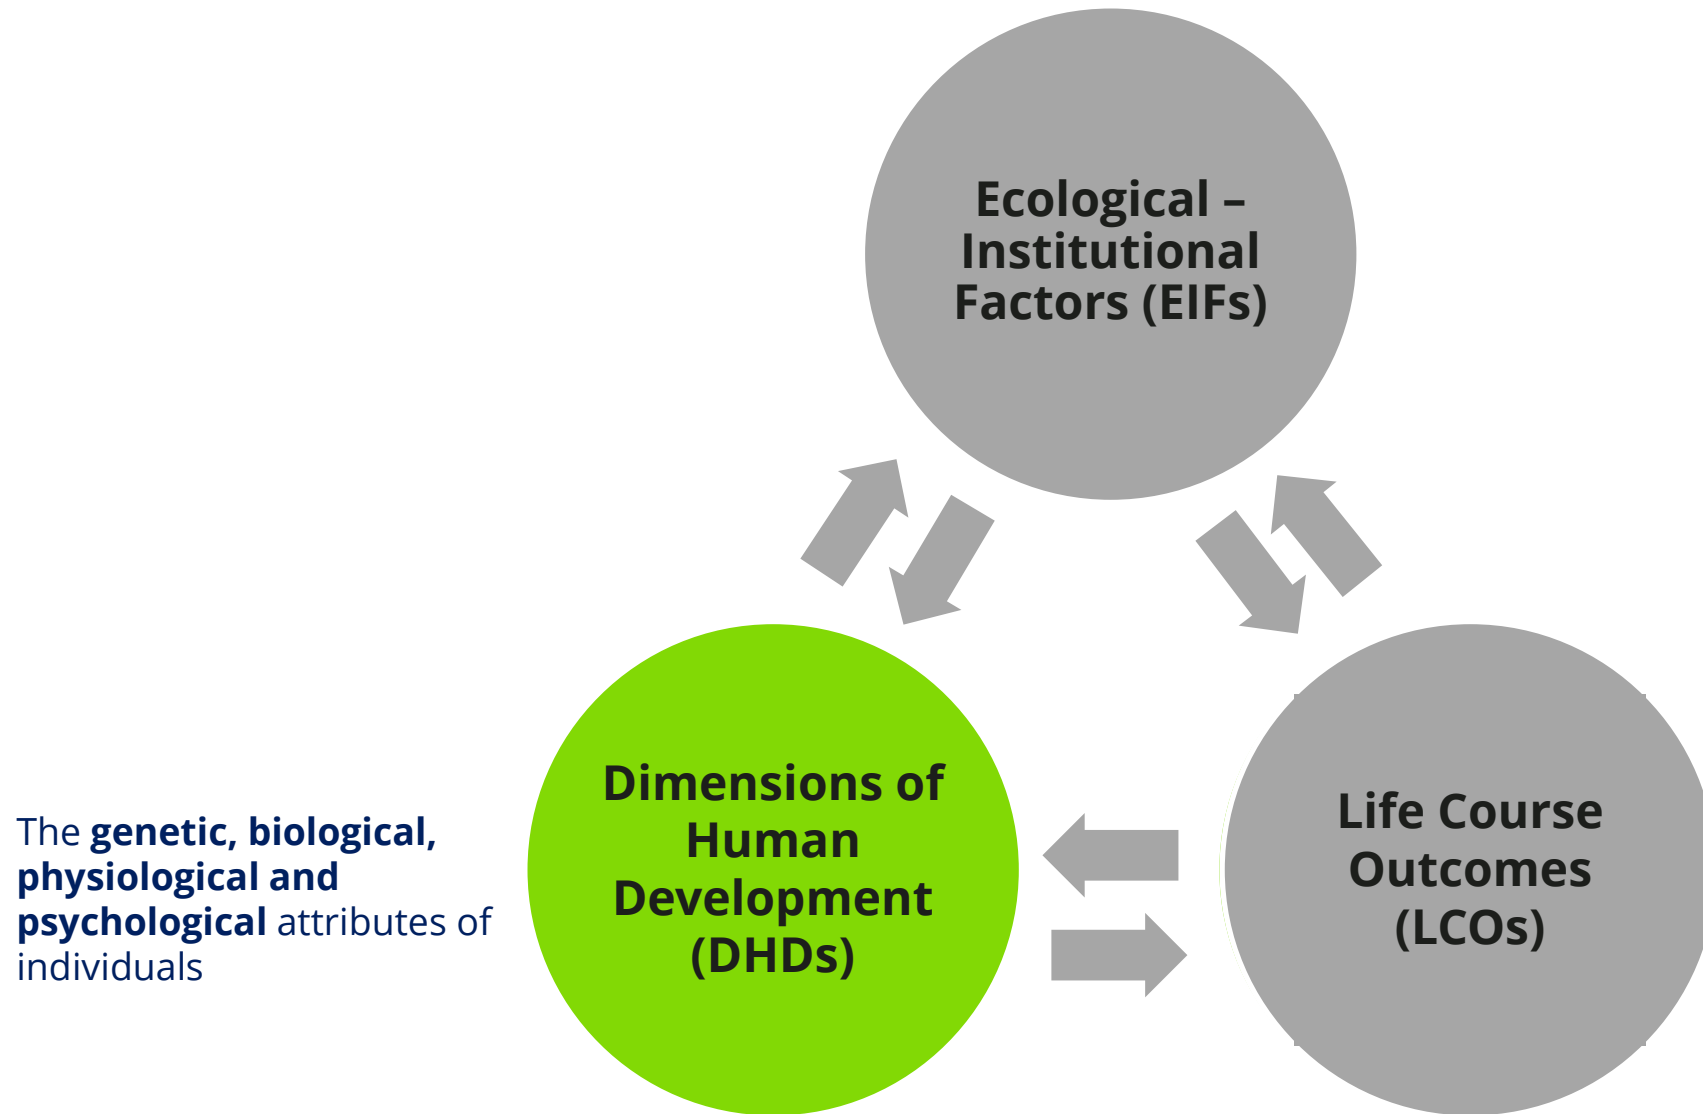 Ecological –
Institutional
Factors (EIFs)
Dimensions of
Human
Development
(DHDs)
Life Course
Outcomes
(LCOs)
The genetic, biological,
physiological and
psychological attributes of
individuals